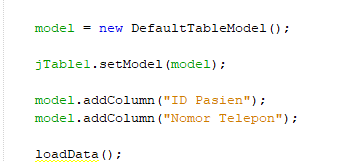 model = new DefaultTableModel();
jTable1.setModel(model);
model.addColumn("ID Pasien");
model.addColumn("Nomor Telepon");
loadData();